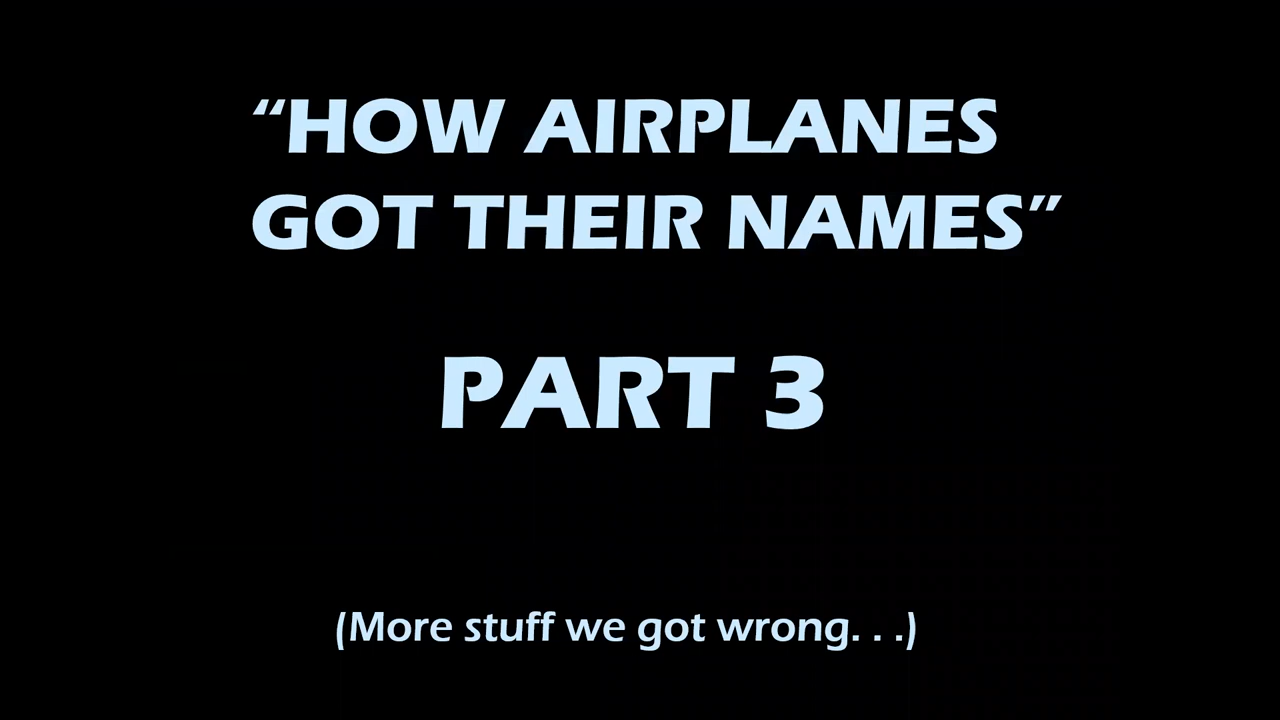 “HOW AIRPLANES
GOT THEIR NAMES”
PART 3
(More stuff we got wrong. . .)